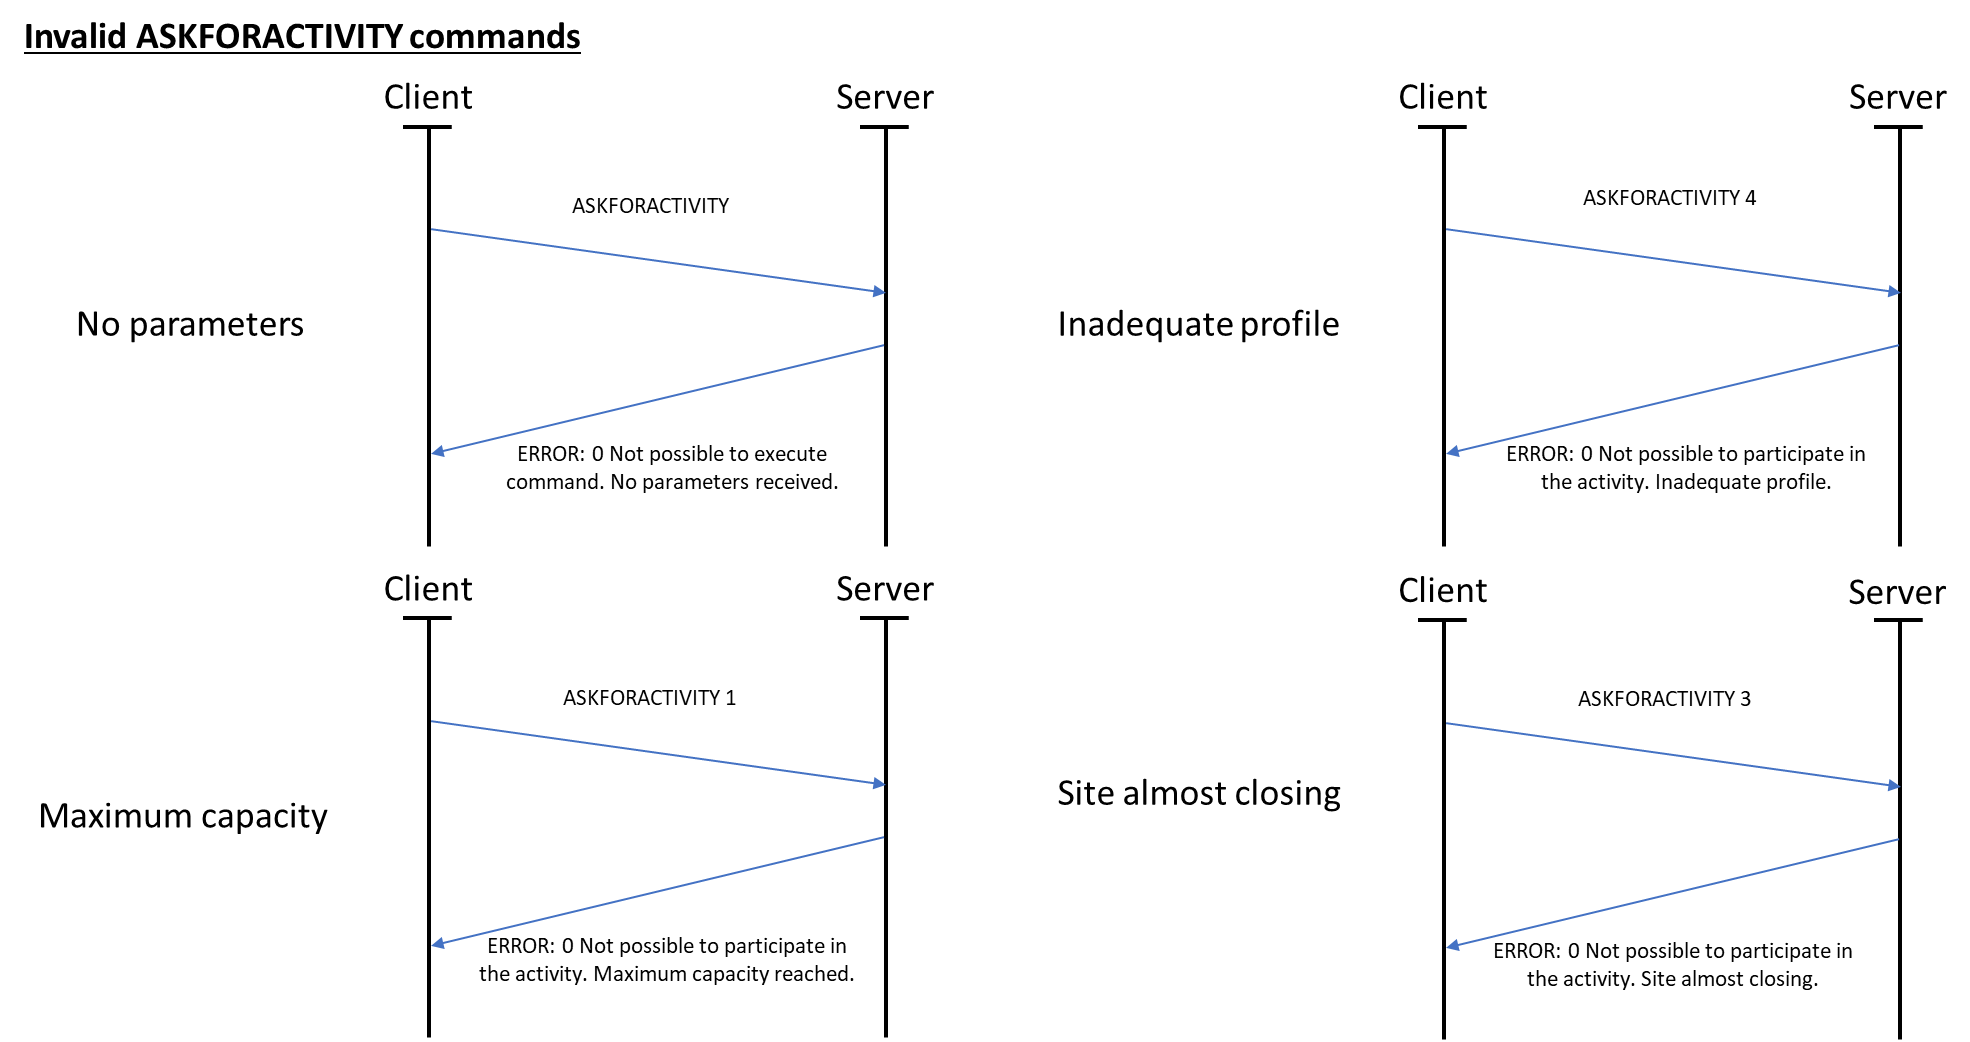 Invalid ASKFORACTIVITY commands
Client
Server
ASKFORACTIVITY
No parameters
ERROR: 0 Not possible to execute
command. No parameters received.
Client
Server
ASKFORACTIVITY 4
Inadequate profile
ERROR: 0 Not possible to participate in
the activity. Inadequate profile.
Client
Server
ASKFORACTIVITY 1
Maximum capacity
ERROR: 0 Not possible to participate in
the activity. Maximum capacity reached.
Client
Server
ASKFORACTIVITY 3
Site almost closing
ERROR: 0 Not possible to participate in
the activity. Site almost closing.